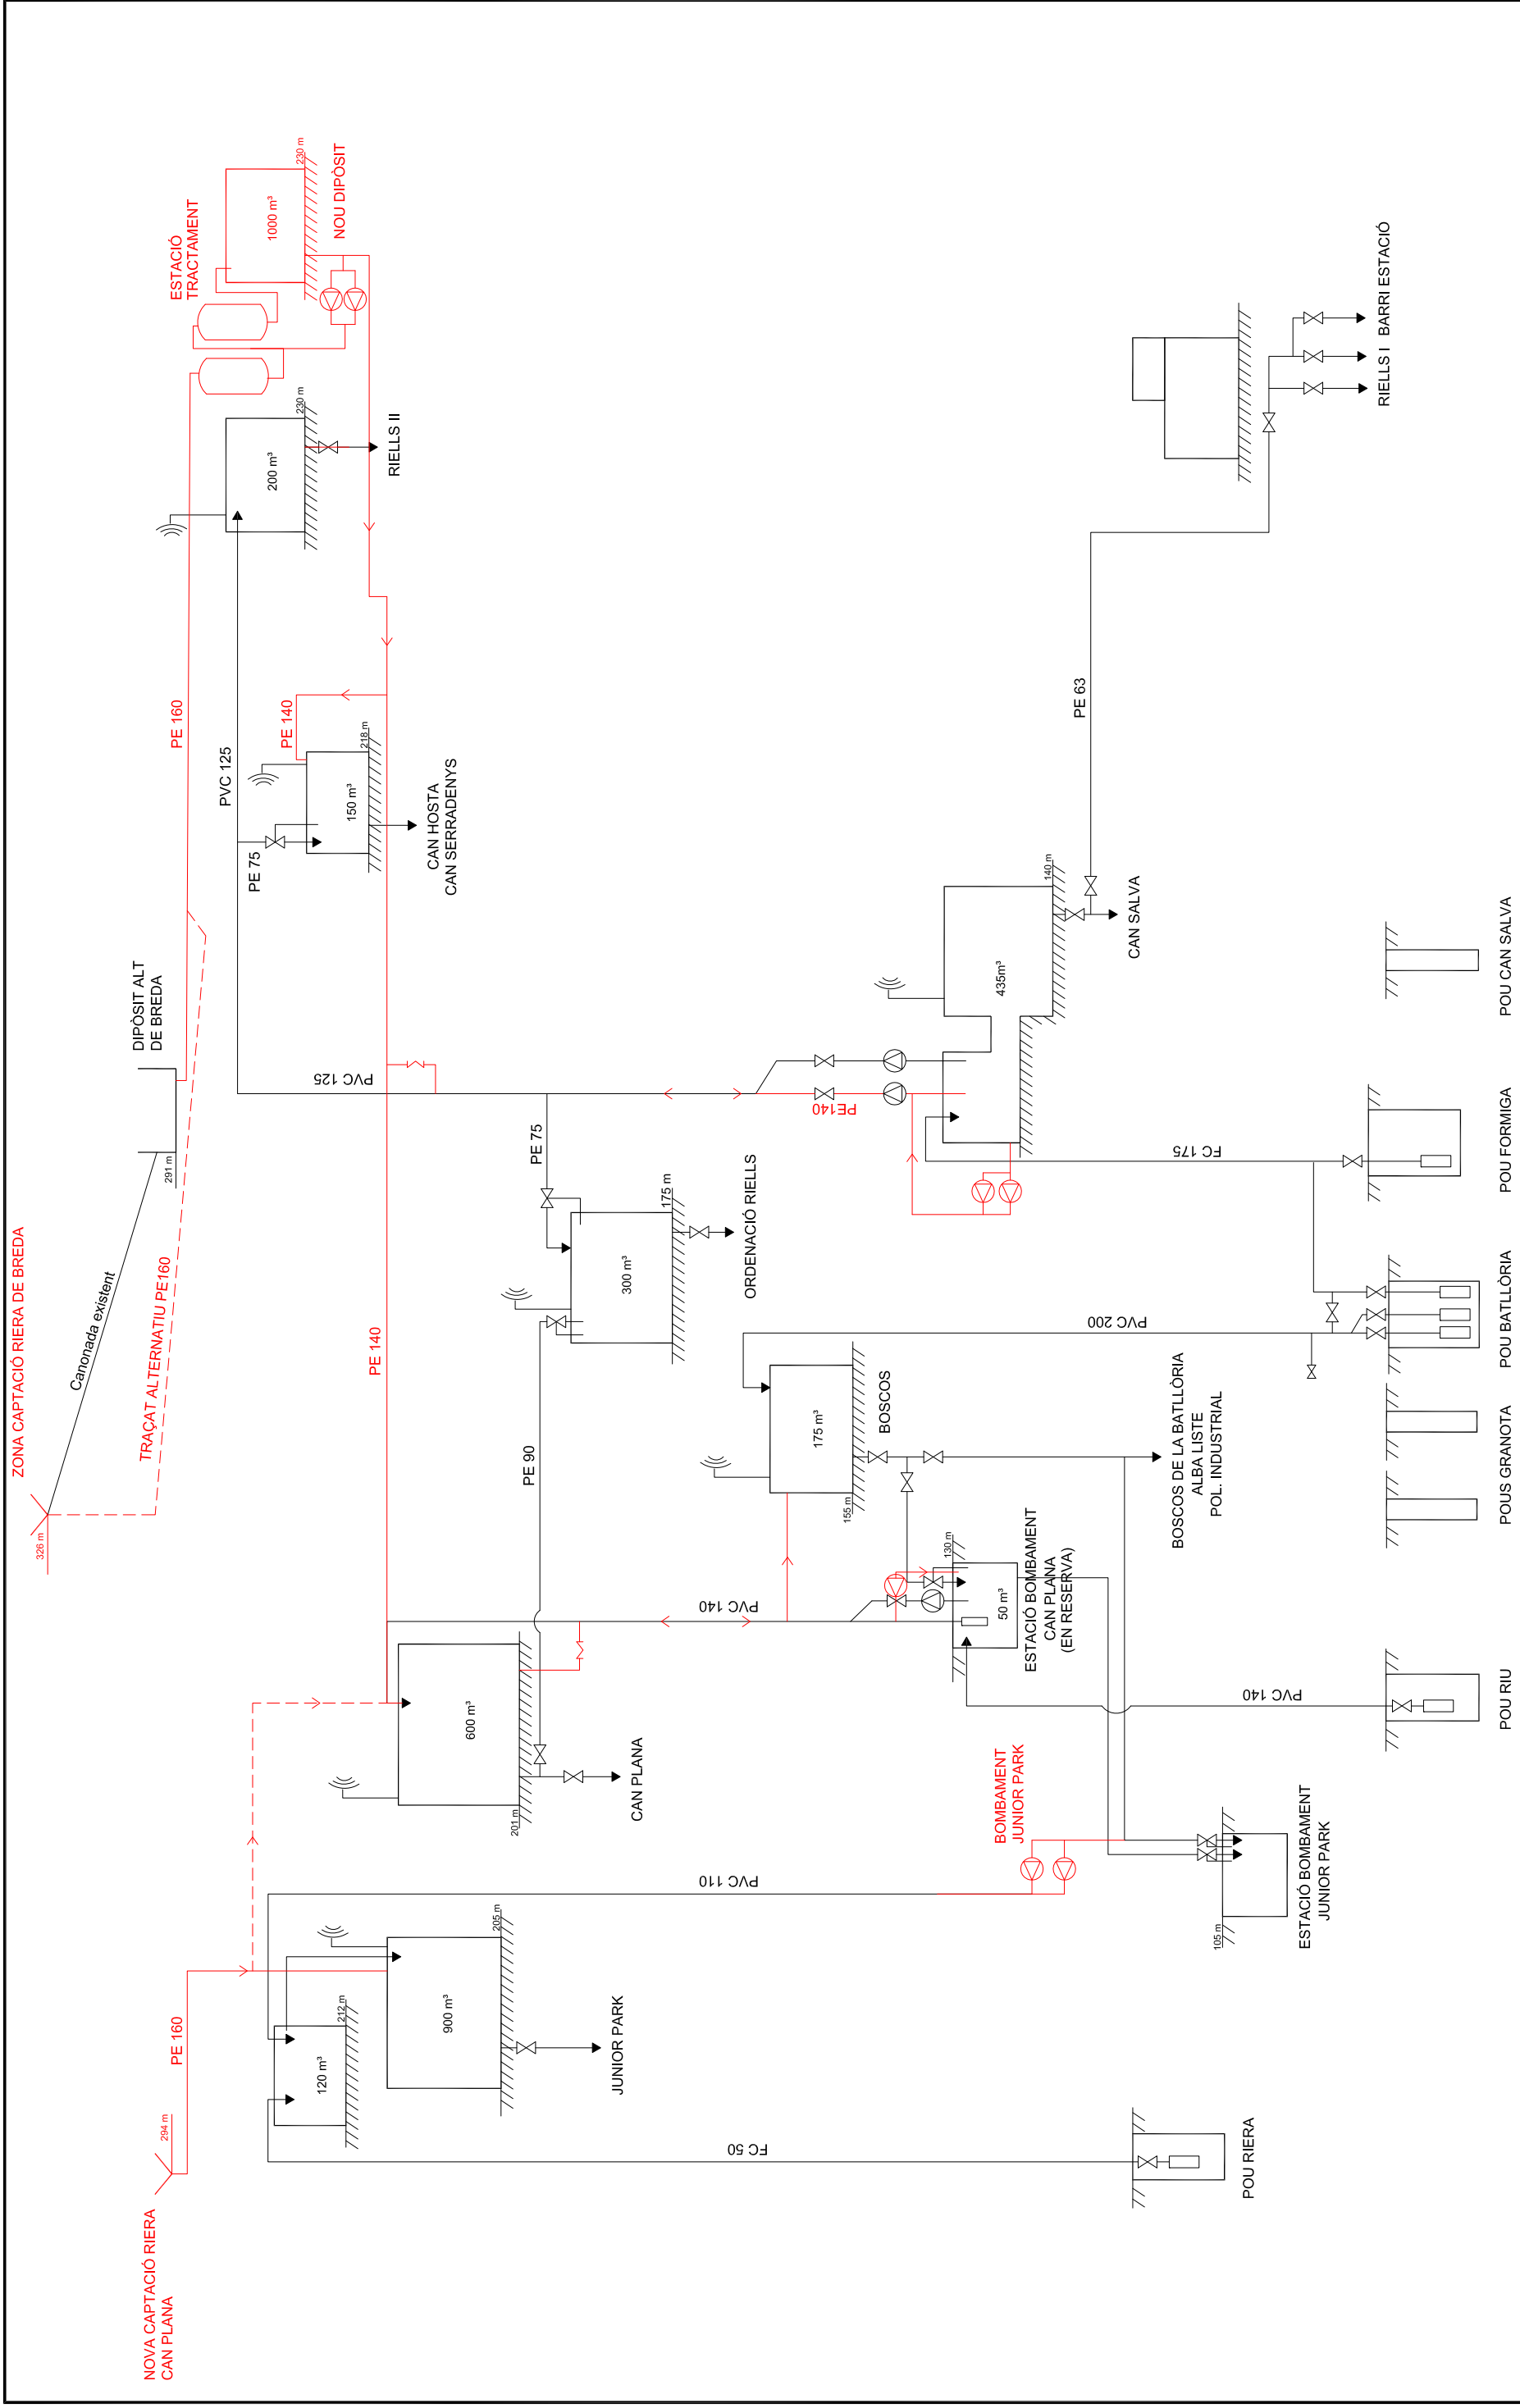 NOVA CAPTACIÓ RIERA
CAN PLANA
294 m
PE 160
120 m³
212 m
900 m³
205 m
JUNIOR PARK
FC 50
POU RIERA
PVC 110
BOMBAMENT
JUNIOR PARK
105 m
ESTACIÓ BOMBAMENT
JUNIOR PARK
ZONA CAPTACIÓ RIERA DE BREDA
326 m
Canonada existent
TRAÇAT ALTERNATIU PE160
DIPÒSIT ALT
DE BREDA
291 m
600 m³
201 m
CAN PLANA
PE 90
PE 140
PVC 140
50 m³
130 m
ESTACIÓ BOMBAMENT
CAN PLANA
(EN RESERVA)
PVC 140
POU RIU
175 m³
155 m
BOSCOS
BOSCOS DE LA BATLLÒRIA
ALBA LISTE
POL. INDUSTRIAL
PVC 200
POUS GRANOTA
POU BATLLÒRIA
300 m³
175 m
ORDENACIÓ RIELLS
PE 75
PVC 125
PE140
435m³
140 m
CAN SALVA
FC 175
POU FORMIGA
POU CAN SALVA
PE 63
PE 160
PVC 125
PE 75
PE 140
150 m³
218 m
CAN HOSTA
CAN SERRADENYS
200 m³
230 m
RIELLS II
ESTACIÓ
TRACTAMENT
1000 m³
230 m
NOU DIPÒSIT
RIELLS I
BARRI ESTACIÓ